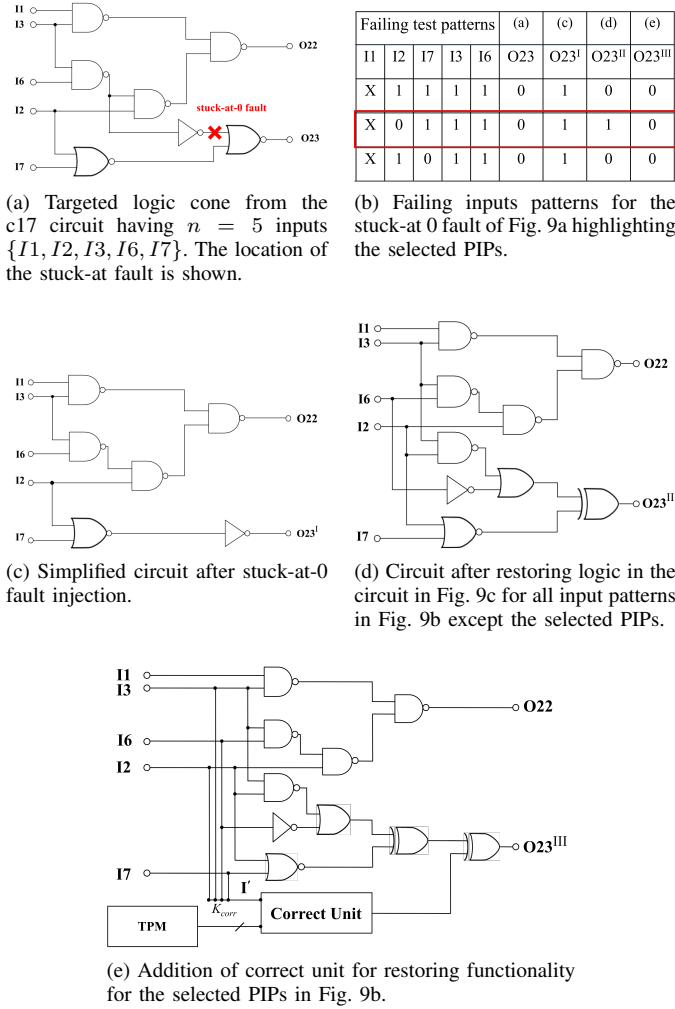 I1
I3
O22
I6
I2
stuck-at-0 fault
O23
I7
(a) Targeted logic cone from the
c17 circuit having n = 5 inputs
{I1, I2, I3, I6, I7}. The location of
the stuck-at fault is shown.
Failing test patterns (a) (c) (d) (e)
I1 I2 I7 I3 I6 O23 O23^I O23^II O23^III
X 1 1 1 1 0 1 0 0
X 0 1 1 1 0 1 1 0
X 1 0 1 1 0 1 0 0
(b) Failing inputs patterns for the
stuck-at 0 fault of Fig. 9a highlighting
the selected PIPs.
I1
I3
O22
I6
I2
I7
O23^I
(c) Simplified circuit after stuck-at-0
fault injection.
I1
I3
O22
I6
I2
O23^II
I7
(d) Circuit after restoring logic in the
circuit in Fig. 9c for all input patterns
in Fig. 9b except the selected PIPs.
I1
I3
O22
I6
I2
O23^III
I7
I′
K_corr
Correct Unit
TPM
(e) Addition of correct unit for restoring functionality
for the selected PIPs in Fig. 9b.